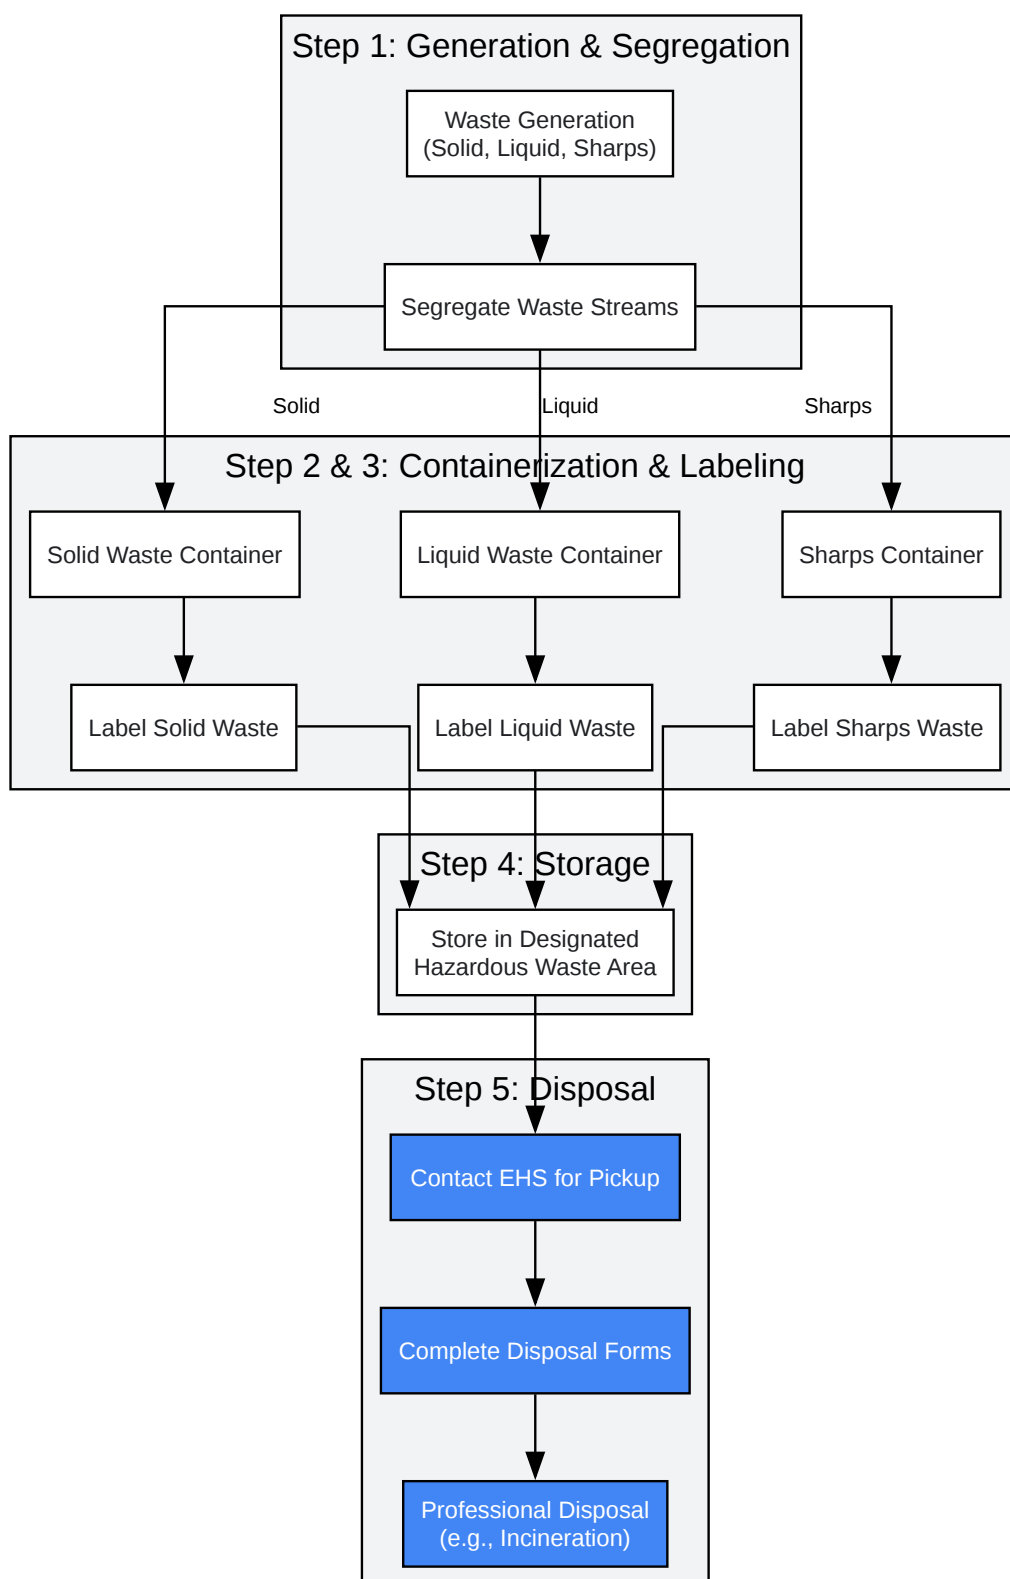 Step 1: Generation & Segregation
Waste Generation
(Solid, Liquid, Sharps)
Segregate Waste Streams
Solid
Liquid
Sharps
Step 2 & 3: Containerization & Labeling
Solid Waste Container
Liquid Waste Container
Sharps Container
Label Solid Waste
Label Liquid Waste
Label Sharps Waste
Step 4: Storage
Store in Designated
Hazardous Waste Area
Step 5: Disposal
Contact EHS for Pickup
Complete Disposal Forms
Professional Disposal
(e.g., Incineration)